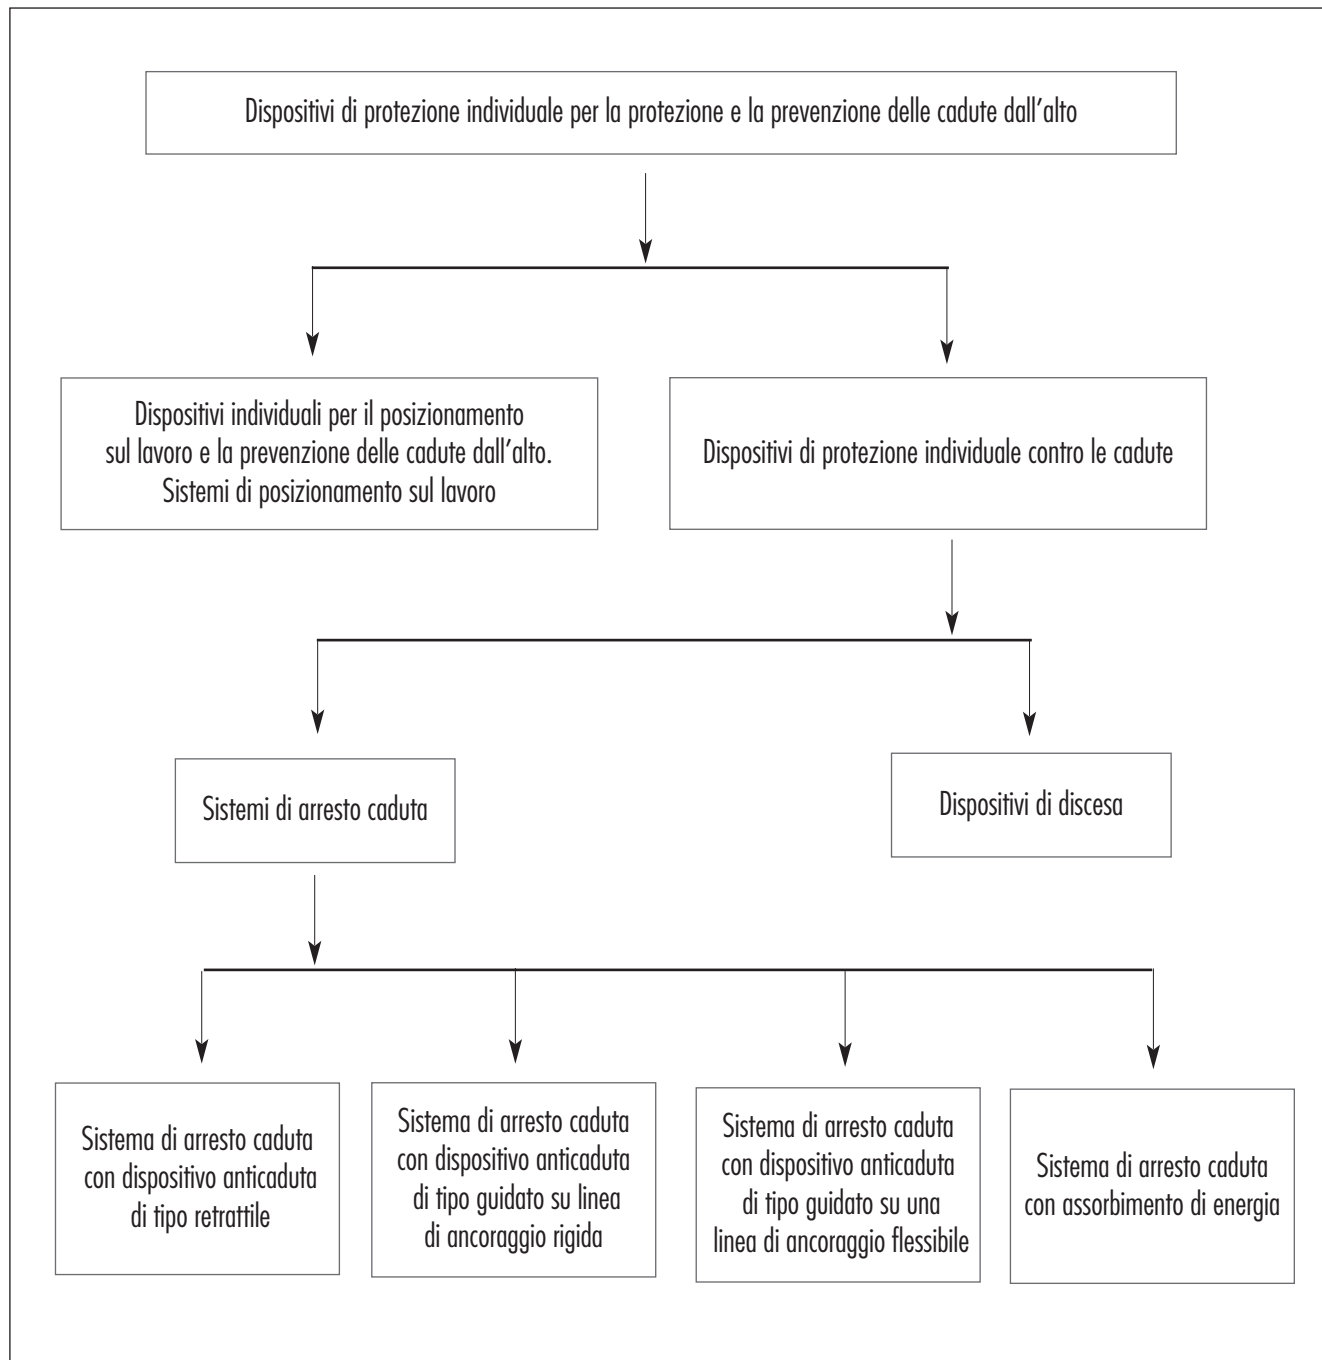 Dispositivi di protezione individuale per la protezione e la prevenzione delle cadute dall'alto
Dispositivi individuali per il posizionamento
sul lavoro e la prevenzione delle cadute dall'alto.
Sistemi di posizionamento sul lavoro
Dispositivi di protezione individuale contro le cadute
Sistemi di arresto caduta
Dispositivi di discesa
Sistema di arresto caduta
con dispositivo anticaduta
di tipo retrattile
Sistema di arresto caduta
con dispositivo anticaduta
di tipo guidato su linea
di ancoraggio rigida
Sistema di arresto caduta
con dispositivo anticaduta
di tipo guidato su una
linea di ancoraggio flessibile
Sistema di arresto caduta
con assorbimento di energia